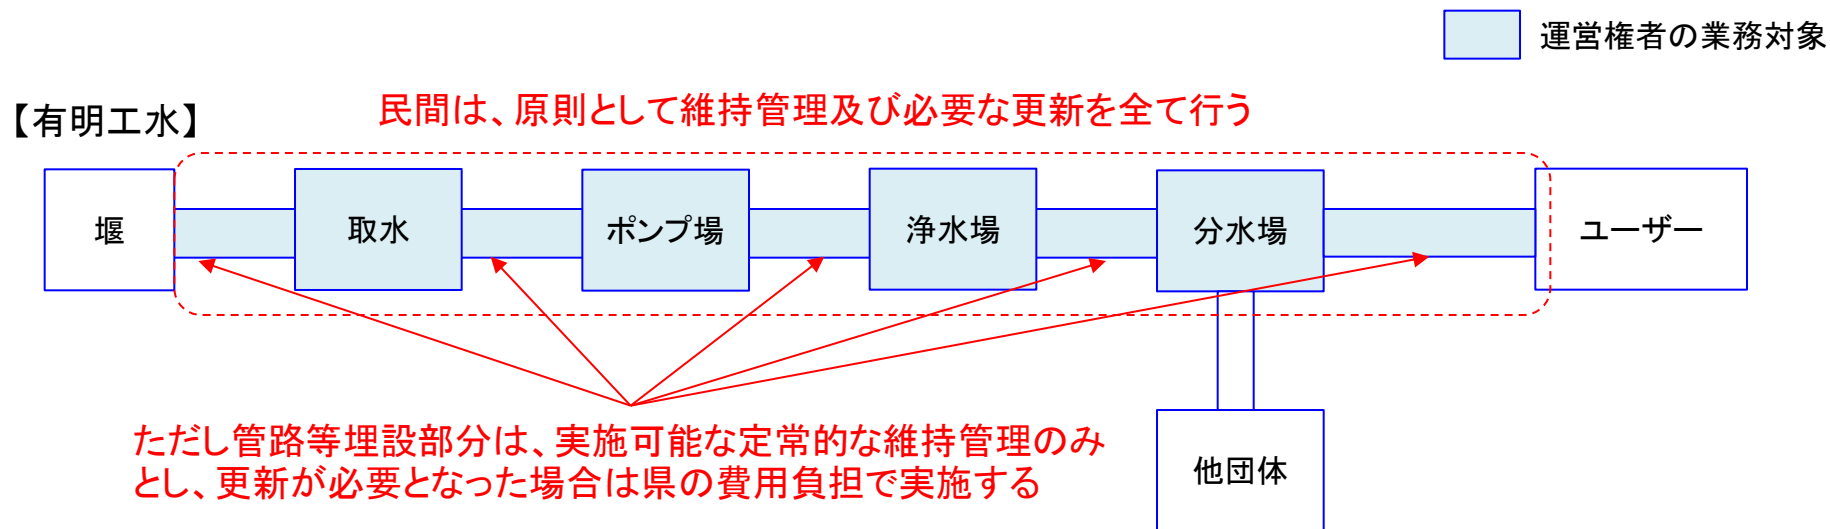 運営権者の業務対象
【有明工水】
民間は、原則として維持管理及び必要な更新を全て行う
堰
取水
ポンプ場
浄水場
分水場
ユーザー
ただし管路等埋設部分は、実施可能な定常的な維持管理のみ
とし、更新が必要となった場合は県の費用負担で実施する
他団体